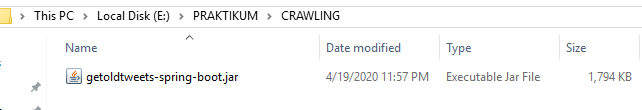 This PC > Local Disk (E:) > PRAKTIKUM > CRAWLING
Name Date modified Type Size
getoldtweets-spring-boot.jar 4/19/2020 11:57 PM Executable Jar File 1,794 KB